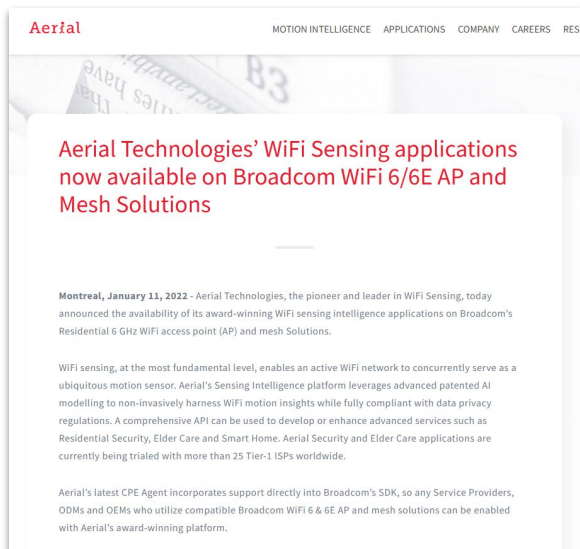 Aerial
MOTION INTELLIGENCE APPLICATIONS COMPANY CAREERS
B3
have
Aerial Technologies’ WiFi Sensing applications
now available on Broadcom WiFi 6/6E AP and
Mesh Solutions
Montreal, January 11, 2022 - Aerial Technologies, the pioneer and leader in WiFi Sensing, today
announced the availability of its award-winning WiFi sensing intelligence applications on Broadcom’s
Residential 6 GHz WiFi access point (AP) and mesh Solutions.
WiFi sensing, at the most fundamental level, enables an active WiFi network to concurrently serve as a
ubiquitous motion sensor. Aerial’s Sensing Intelligence platform leverages advanced patented AI
modelling to non-invasively harness WiFi motion insights while fully compliant with data privacy
regulations. A comprehensive API can be used to develop or enhance advanced services such as
Residential Security, Elder Care and Smart Home. Aerial Security and Elder Care applications are
currently being trialed with more than 25 Tier-1 ISPs worldwide.
Aerial’s latest CPE Agent incorporates support directly into Broadcom’s SDK, so any Service Providers,
ODMs and OEMs who utilize compatible Broadcom WiFi 6 & 6E AP and mesh solutions can be enabled
with Aerial’s award-winning platform.